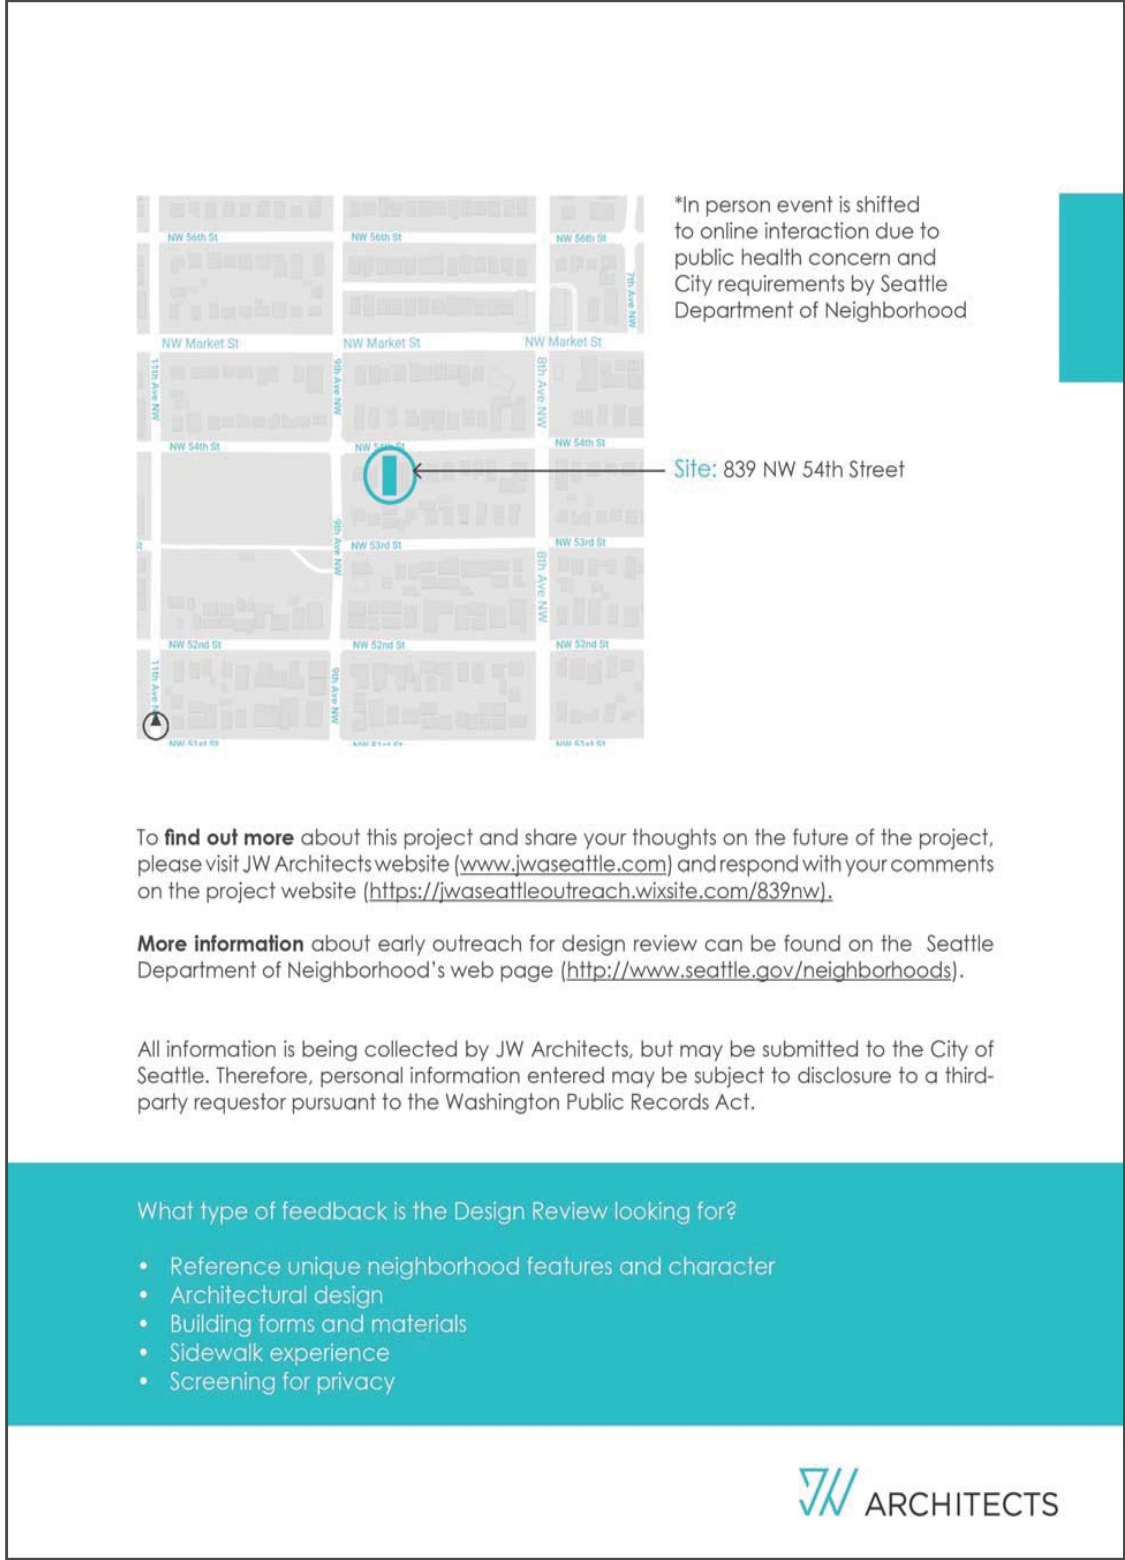 *In person event is shifted
to online interaction due to
public health concern and
City requirements by Seattle
Department of Neighborhood
NW 56th St
NW 56th St
NW 56th St
7th Ave NW
NW Market St
NW Market St
NW Market St
11th Ave NW
9th Ave NW
8th Ave NW
NW 54th St
NW 54th St
NW 54th St
Site: 839 NW 54th Street
9th Ave NW
NW 53rd St
NW 53rd St
8th Ave NW
NW 52nd St
NW 52nd St
NW 52nd St
11th Ave
9th Ave NW
NW 51st St
NW 51st St
NW 51st St
To find out more about this project and share your thoughts on the future of the project,
please visit JW Architects website (www.jwaseattle.com) and respond with your comments
on the project website (https://jwaseattleoutreach.wixsite.com/839nw).
More information about early outreach for design review can be found on the Seattle
Department of Neighborhood's web page (http://www.seattle.gov/neighborhoods).
All information is being collected by JW Architects, but may be submitted to the City of
Seattle. Therefore, personal information entered may be subject to disclosure to a third-
party requestor pursuant to the Washington Public Records Act.
What type of feedback is the Design Review looking for?
• Reference unique neighborhood features and character
• Architectural design
• Building forms and materials
• Sidewalk experience
• Screening for privacy
JW ARCHITECTS